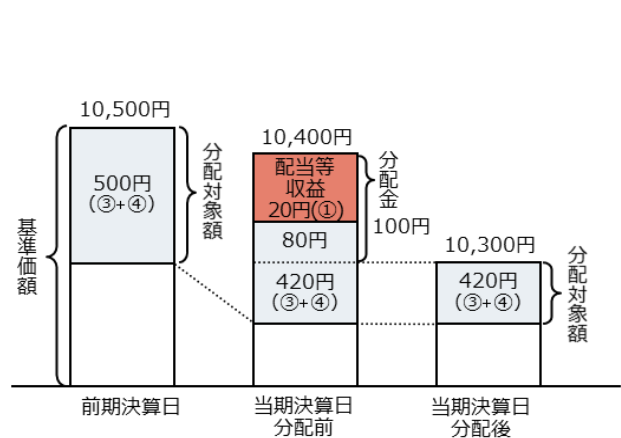 10,500円
500円
(③+④)
分配対象額
基準価額
前期決算日
10,400円
配当等
収益
20円(①)
80円
420円
(③+④)
分配金
100円
当期決算日
分配前
10,300円
420円
(③+④)
分配対象額
当期決算日
分配後